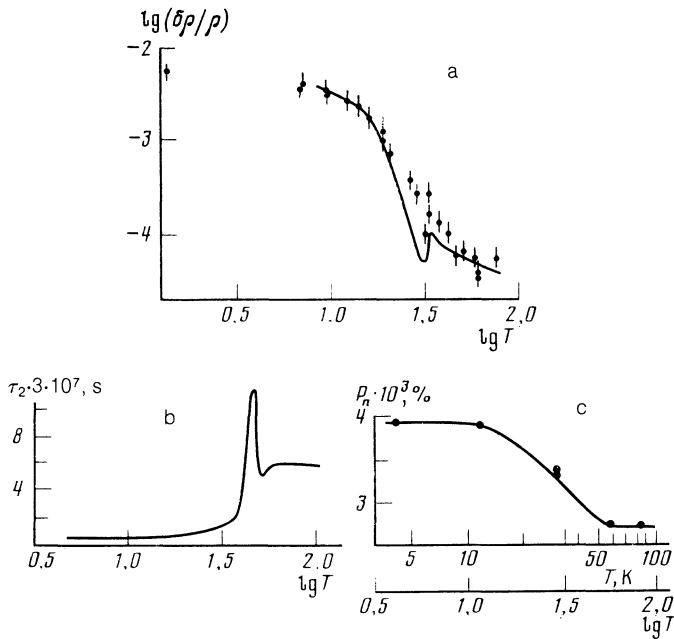 lg(δρ/ρ)
−2
a
−3
−4
0,5 1.0 1,5 2,0
lg T
τ₂·3·10⁷, s
b
8
4
0.5 1,0 1,5 2.0
lg T
Pₙ·10³,%
c
4
3
5 10 50 100
T, K
0.5 1,0 1,5 2,0
lg T